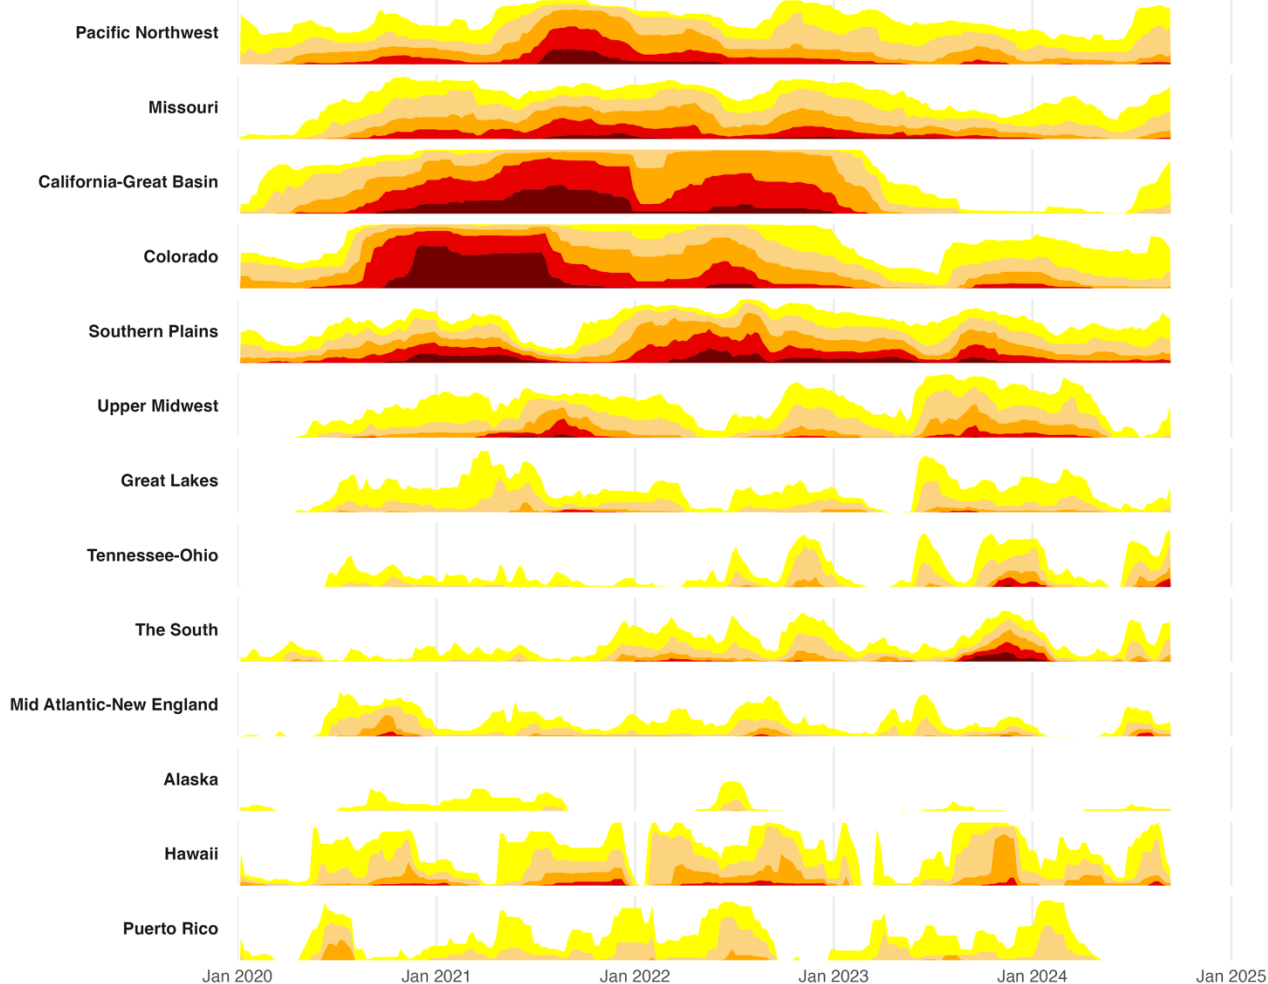 Pacific Northwest
Missouri
California-Great Basin
Colorado
Southern Plains
Upper Midwest
Great Lakes
Tennessee-Ohio
The South
Mid Atlantic-New England
Alaska
Hawaii
Puerto Rico
Jan 2020 Jan 2021 Jan 2022 Jan 2023 Jan 2024 Jan 2025